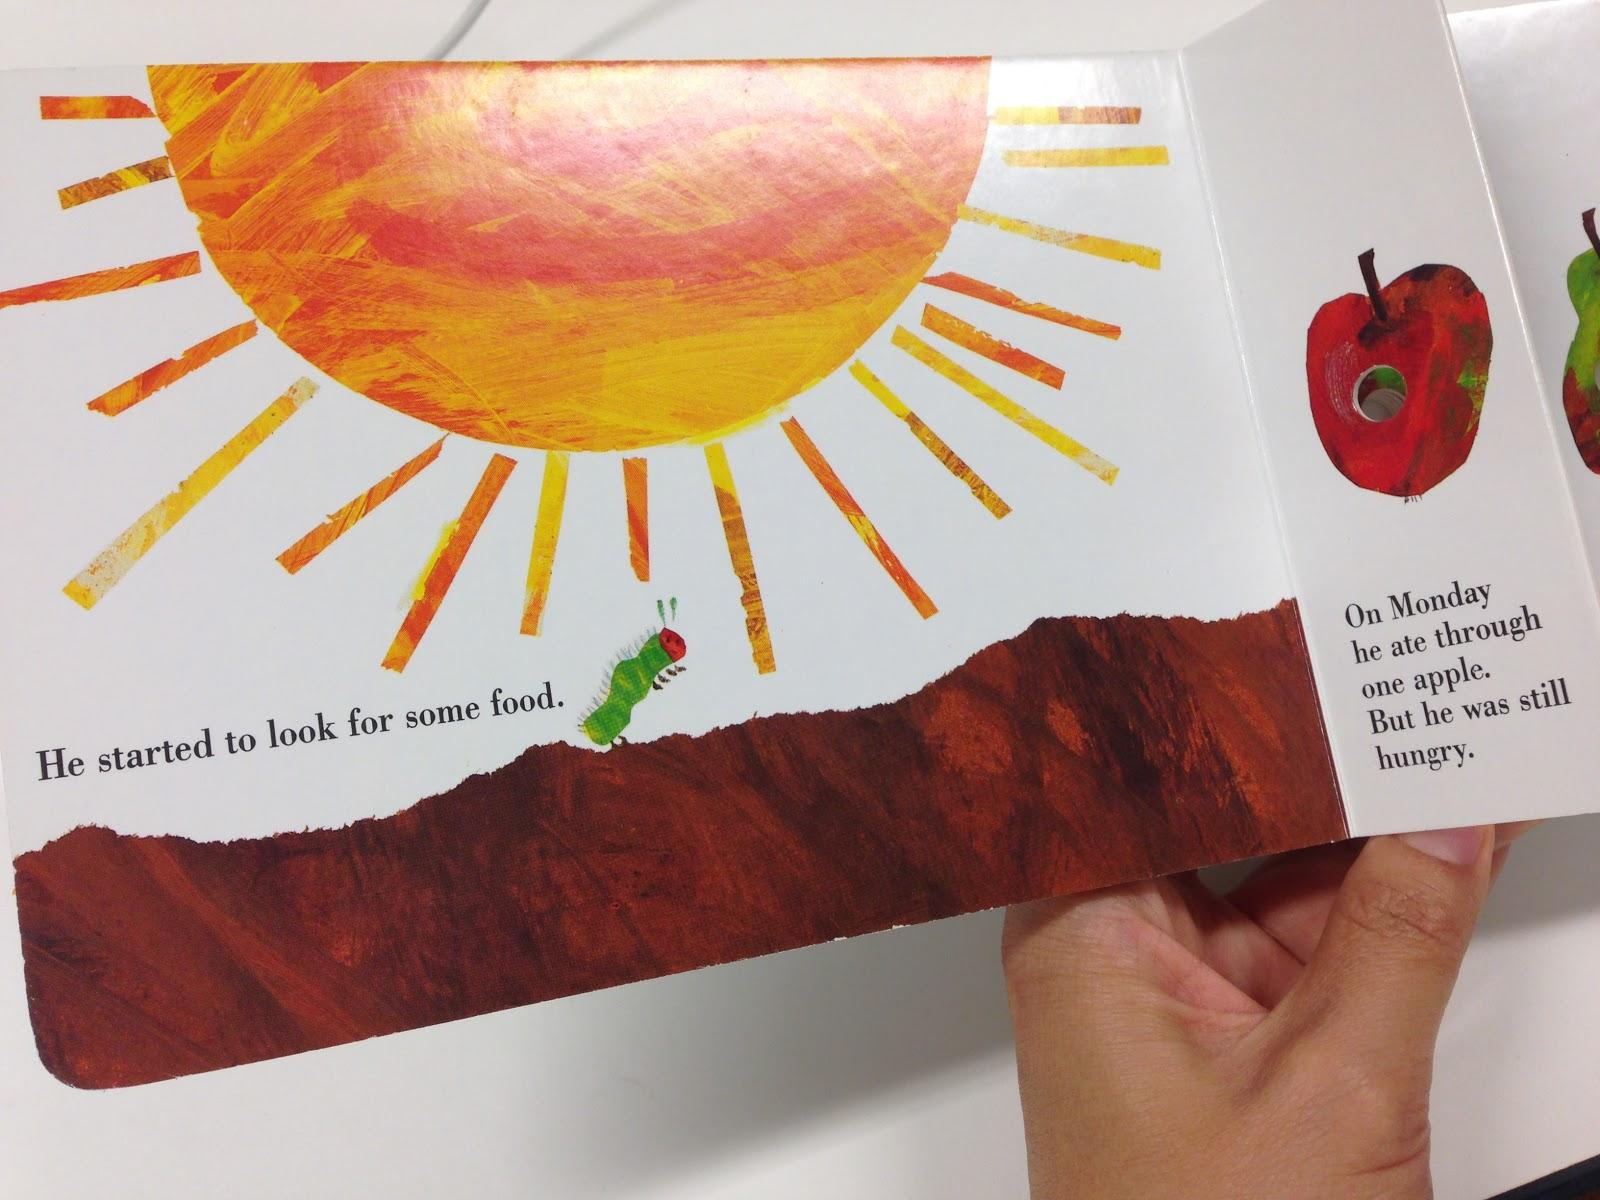 He started to look for some food.
On Monday
he ate through
one apple.
But he was still
hungry.